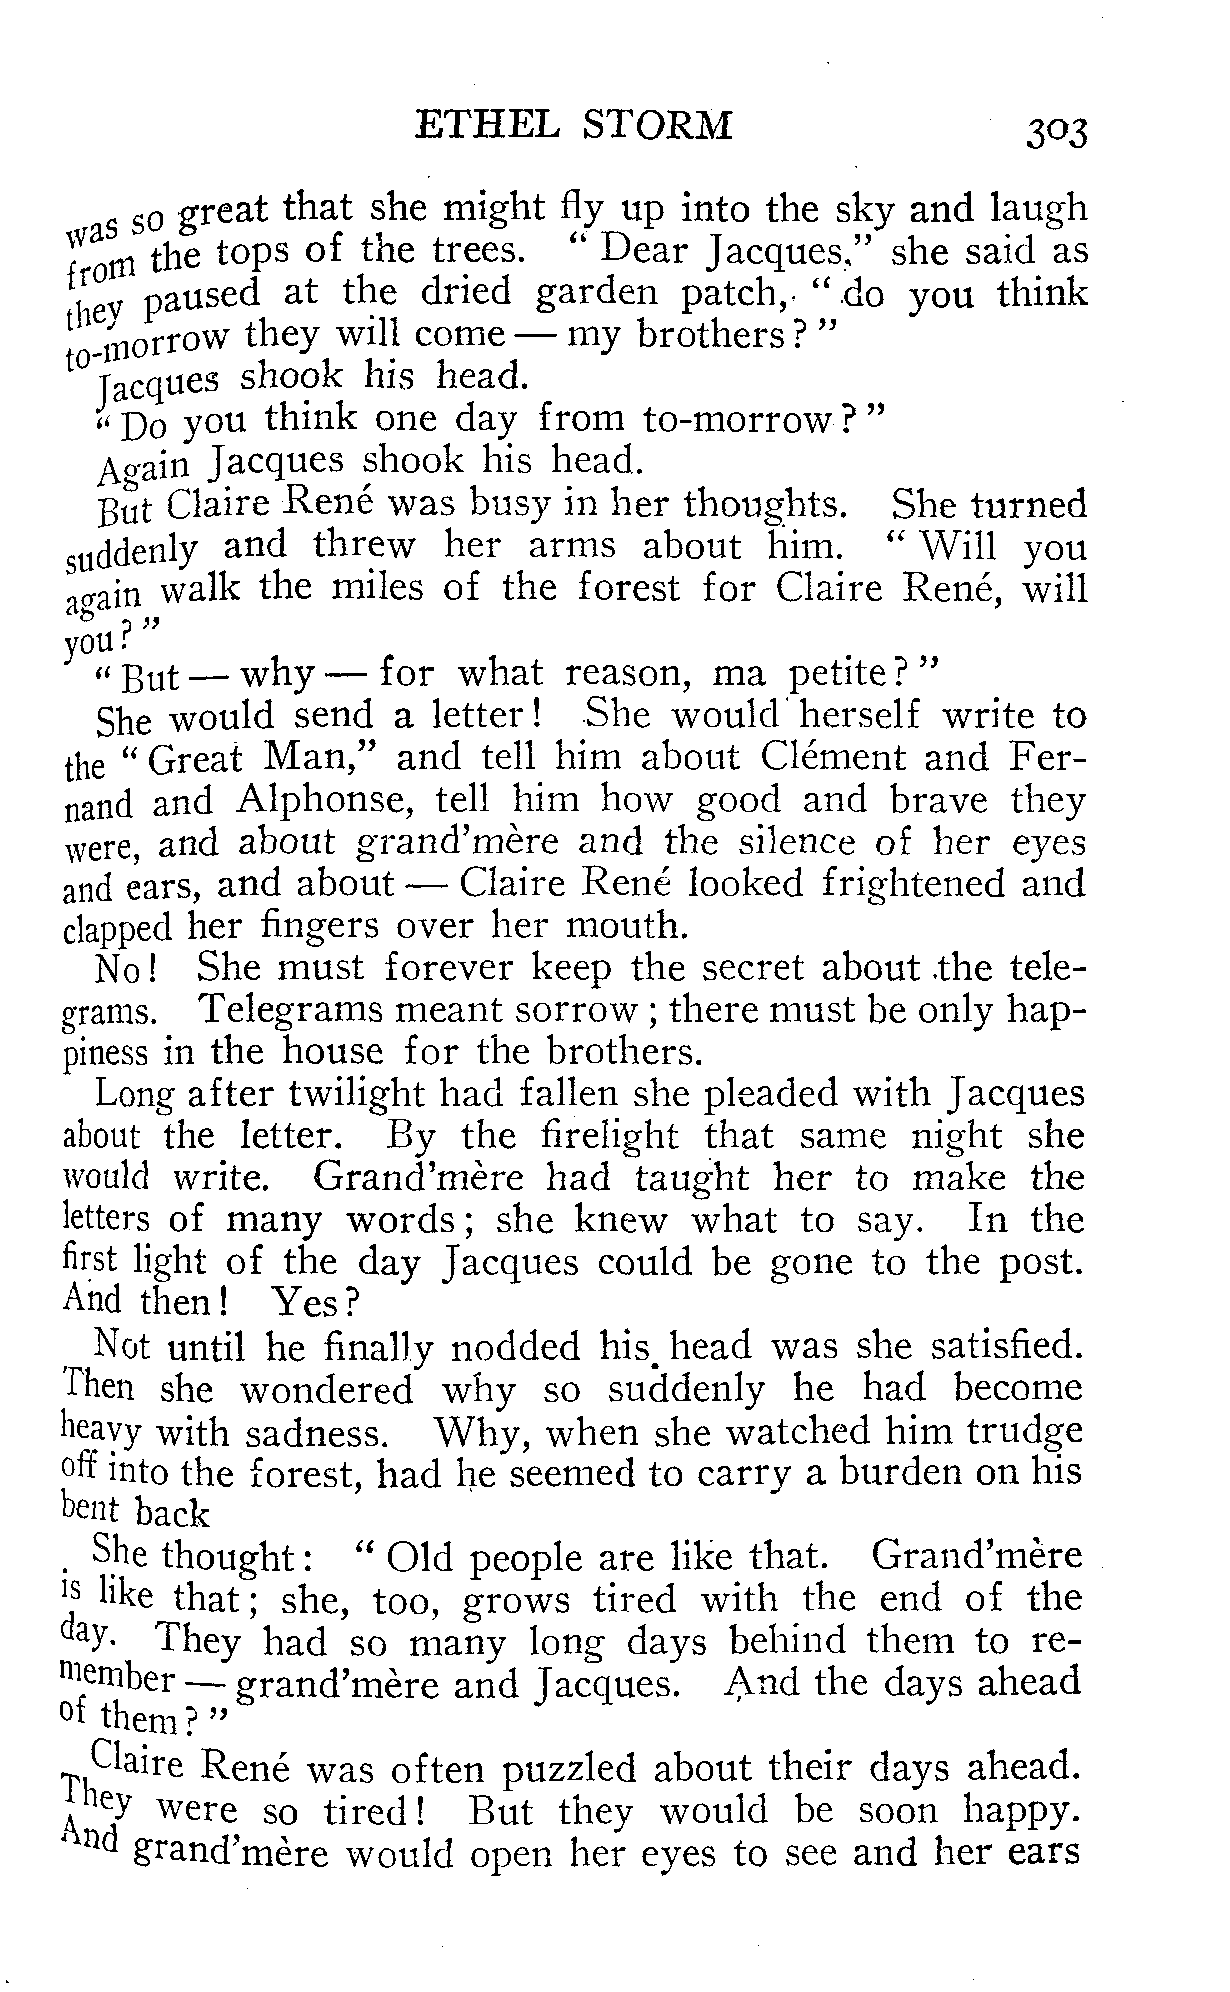 ETHEL STORM 303
was so great that she might fly up into the sky and laugh
from the tops of the trees. " Dear Jacques," she said as
they paused at the dried garden patch, " do you think
to-morrow they will come — my brothers? "
Jacques shook his head.
" Do you think one day from to-morrow? "
Again Jacques shook his head.
But Claire René was busy in her thoughts. She turned
suddenly and threw her arms about him. " Will you
again walk the miles of the forest for Claire René, will
you? "
" But — why — for what reason, ma petite? "
She would send a letter! She would herself write to
the " Great Man," and tell him about Clément and Fer-
nand and Alphonse, tell him how good and brave they
were, and about grand'mère and the silence of her eyes
and ears, and about — Claire René looked frightened and
clapped her fingers over her mouth.
No! She must forever keep the secret about the tele-
grams. Telegrams meant sorrow; there must be only hap-
piness in the house for the brothers.
Long after twilight had fallen she pleaded with Jacques
about the letter. By the firelight that same night she
would write. Grand'mère had taught her to make the
letters of many words; she knew what to say. In the
first light of the day Jacques could be gone to the post.
And then! Yes?
Not until he finally nodded his head was she satisfied.
Then she wondered why so suddenly he had become
heavy with sadness. Why, when she watched him trudge
off into the forest, had he seemed to carry a burden on his
bent back
She thought: " Old people are like that. Grand'mère
is like that; she, too, grows tired with the end of the
day. They had so many long days behind them to re-
member — grand'mère and Jacques. And the days ahead
of them? "
Claire René was often puzzled about their days ahead.
They were so tired! But they would be soon happy.
And grand'mère would open her eyes to see and her ears